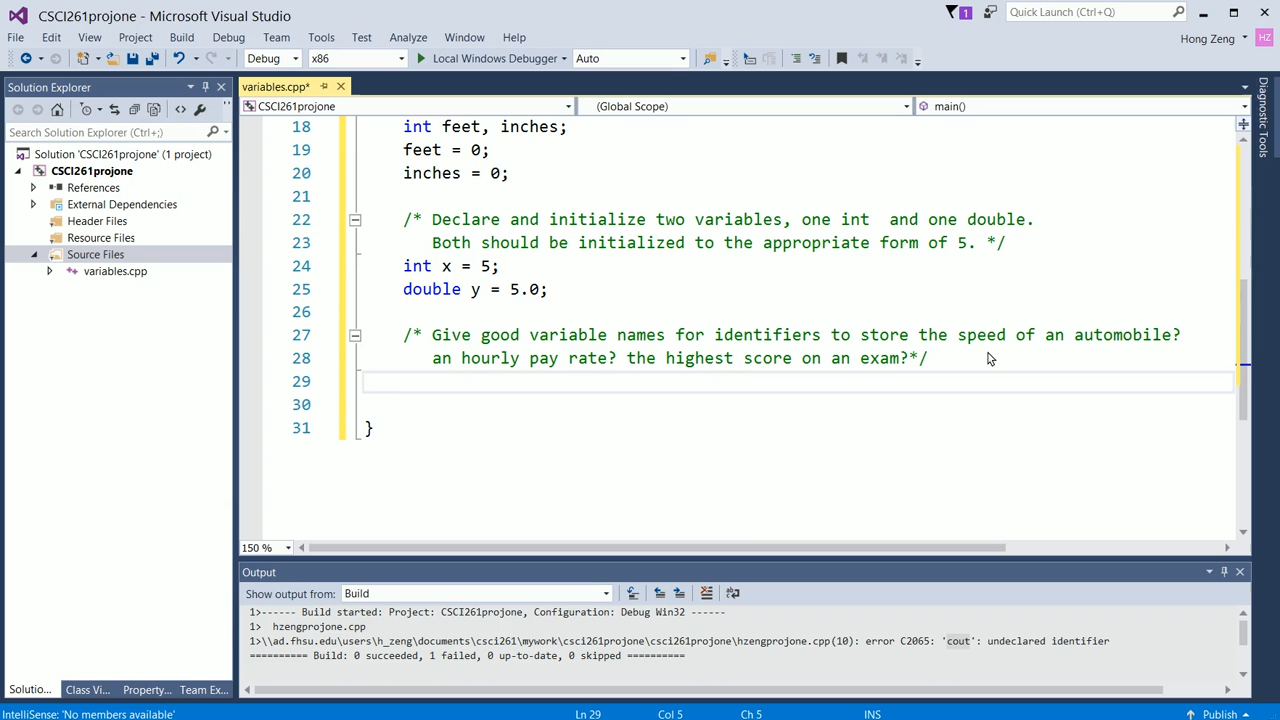 CSCI261projone - Microsoft Visual Studio
1
Quick Launch (Ctrl+Q)
File Edit View Project Build Debug Team Tools Test Analyze Window Help
Hong Zeng HZ
Debug x86 Local Windows Debugger Auto
Solution Explorer
variables.cpp*
CSCI261projone (Global Scope) main()
Search Solution Explorer (Ctrl+;)
Solution 'CSCI261projone' (1 project)
CSCI261projone
References
External Dependencies
Header Files
Resource Files
Source Files
variables.cpp
18 int feet, inches;
19 feet = 0;
20 inches = 0;
21
22 /* Declare and initialize two variables, one int  and one double.
23 Both should be initialized to the appropriate form of 5. */
24 int x = 5;
25 double y = 5.0;
26
27 /* Give good variable names for identifiers to store the speed of an automobile?
28 an hourly pay rate? the highest score on an exam?*/
29
30
31 }
150 %
Diagnostic Tools
Output
Show output from: Build
1>------ Build started: Project: CSCI261projone, Configuration: Debug Win32 ------
1>  hzengprojone.cpp
1>\\ad.fhsu.edu\users\h_zeng\documents\csci261\mywork\csci261projone\csci261projone\hzengprojone.cpp(10): error C2065: 'cout': undeclared identifier
========== Build: 0 succeeded, 1 failed, 0 up-to-date, 0 skipped ==========
Solutio... Class Vi... Property... Team Ex...
IntelliSense: 'No members available' Ln 29 Col 5 Ch 5 INS Publish